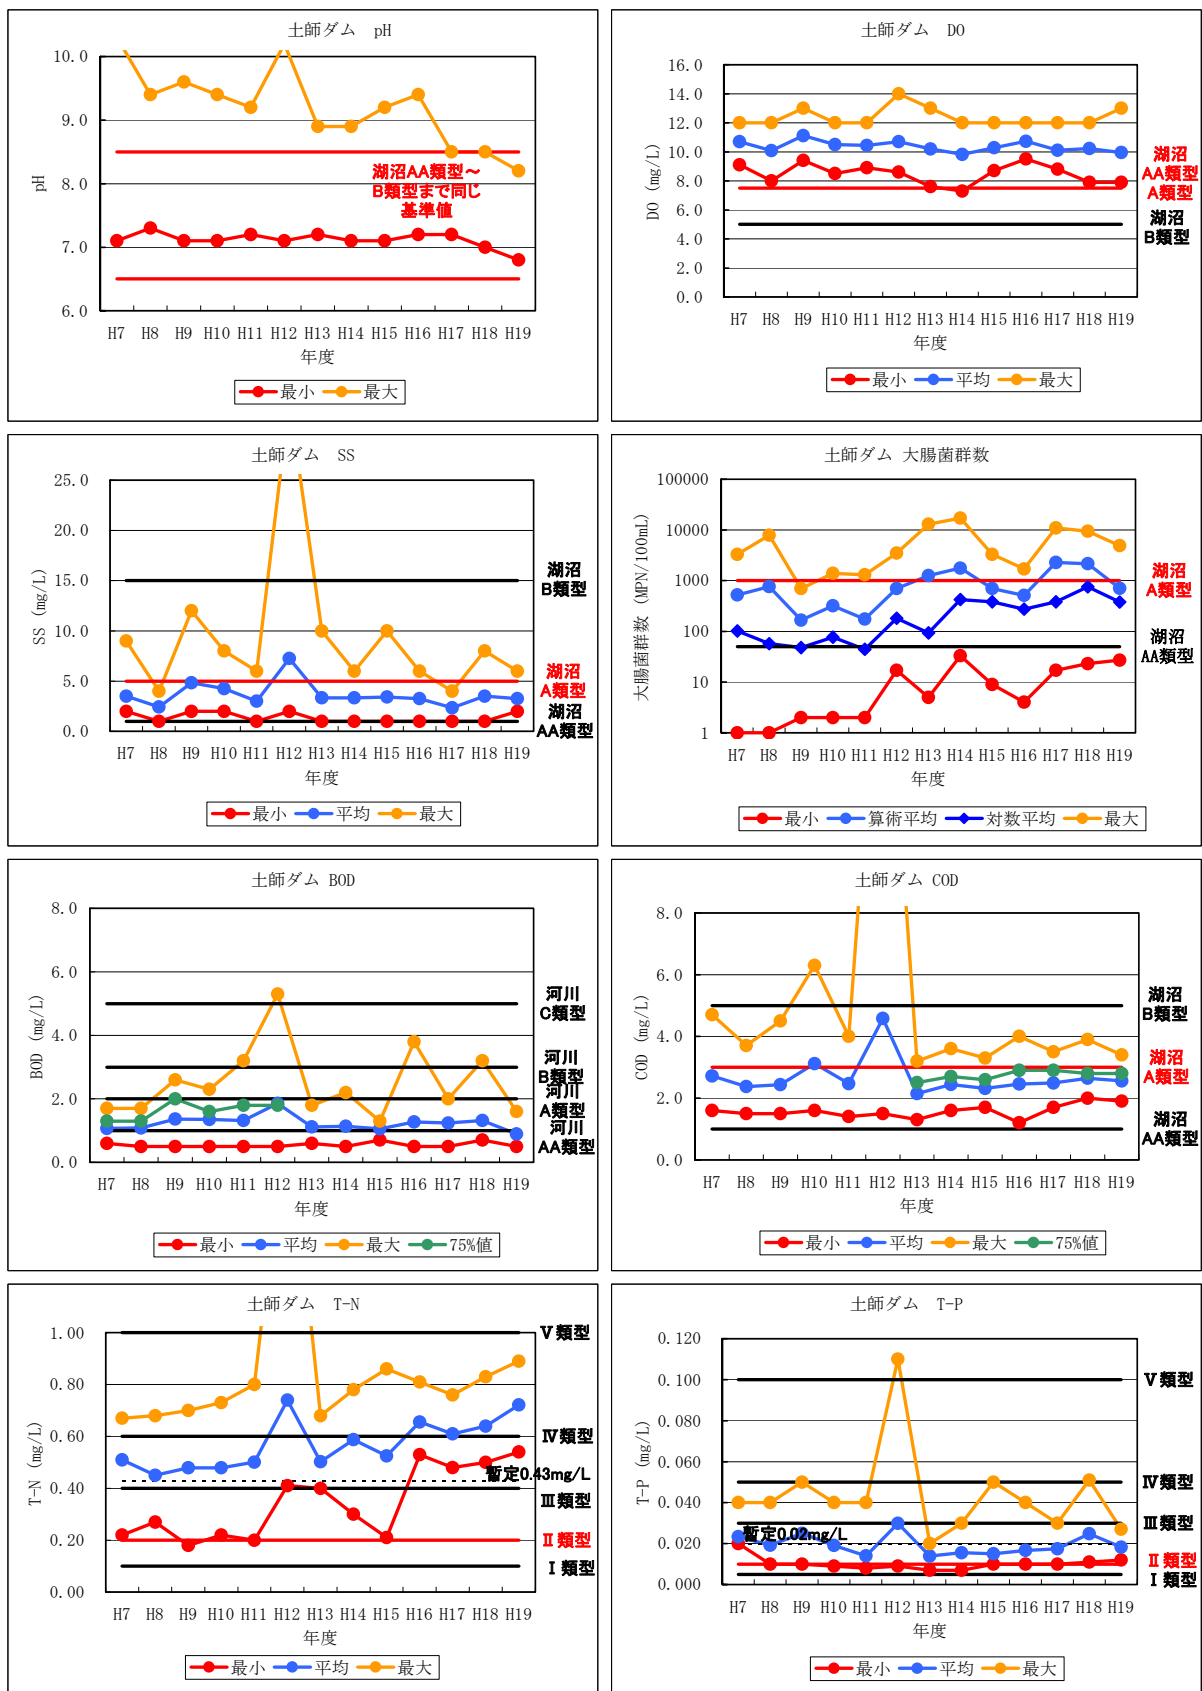 土師ダム pH
10.0
9.0
8.0
7.0
6.0
pH
湖沼AA類型～
B類型まで同じ
基準値
H7 H8 H9 H10 H11 H12 H13 H14 H15 H16 H17 H18 H19
年度
最小 最大
土師ダム DO
16.0
14.0
12.0
10.0
8.0
6.0
4.0
2.0
0.0
DO (mg/L)
湖沼
AA類型
A類型
湖沼
B類型
H7 H8 H9 H10 H11 H12 H13 H14 H15 H16 H17 H18 H19
年度
最小 平均 最大
土師ダム SS
25.0
20.0
15.0
10.0
5.0
0.0
SS (mg/L)
湖沼
B類型
湖沼
A類型
湖沼
AA類型
H7 H8 H9 H10 H11 H12 H13 H14 H15 H16 H17 H18 H19
年度
最小 平均 最大
土師ダム 大腸菌群数
100000
10000
1000
100
10
1
大腸菌群数 (MPN/100mL)
湖沼
A類型
湖沼
AA類型
H7 H8 H9 H10 H11 H12 H13 H14 H15 H16 H17 H18 H19
年度
最小 算術平均 対数平均 最大
土師ダム BOD
8.0
6.0
4.0
2.0
0.0
BOD (mg/L)
河川
C類型
河川
B類型
河川
A類型
河川
AA類型
H7 H8 H9 H10 H11 H12 H13 H14 H15 H16 H17 H18 H19
年度
最小 平均 最大 75%値
土師ダム COD
8.0
6.0
4.0
2.0
0.0
COD (mg/L)
湖沼
B類型
湖沼
A類型
湖沼
AA類型
H7 H8 H9 H10 H11 H12 H13 H14 H15 H16 H17 H18 H19
年度
最小 平均 最大 75%値
土師ダム T-N
1.00
0.80
0.60
0.40
0.20
0.00
T-N (mg/L)
Ⅴ類型
Ⅳ類型
暫定0.43mg/L
Ⅲ類型
Ⅱ類型
Ⅰ類型
H7 H8 H9 H10 H11 H12 H13 H14 H15 H16 H17 H18 H19
年度
最小 平均 最大
土師ダム T-P
0.120
0.100
0.080
0.060
0.040
0.020
0.000
T-P (mg/L)
Ⅴ類型
Ⅳ類型
Ⅲ類型
暫定0.02mg/L
Ⅱ類型
Ⅰ類型
H7 H8 H9 H10 H11 H12 H13 H14 H15 H16 H17 H18 H19
年度
最小 平均 最大